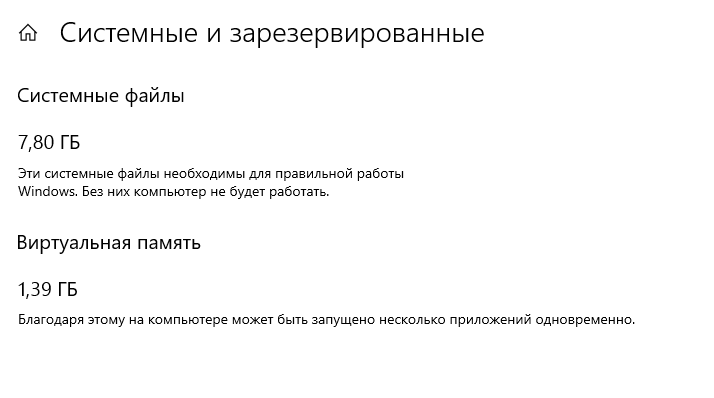 Системные и зарезервированные
Системные файлы
7,80 ГБ
Эти системные файлы необходимы для правильной работы
Windows. Без них компьютер не будет работать.
Виртуальная память
1,39 ГБ
Благодаря этому на компьютере может быть запущено несколько приложений одновременно.